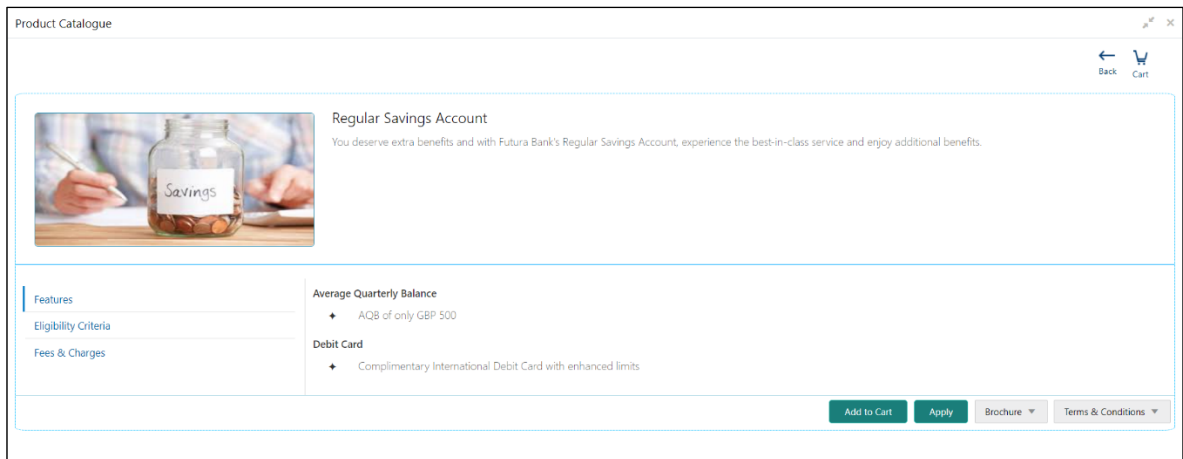 Product Catalogue
Back
Cart
Regular Savings Account
You deserve extra benefits and with Futura Bank's Regular Savings Account, experience the best-in-class service and enjoy additional benefits.
Savings
Features
Eligibility Criteria
Fees & Charges
Average Quarterly Balance
AQB of only GBP 500
Debit Card
Complimentary International Debit Card with enhanced limits
Add to Cart
Apply
Brochure
Terms & Conditions